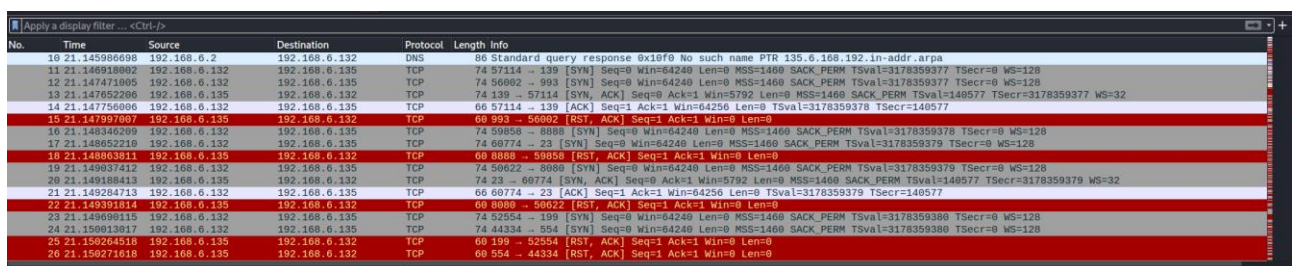 Apply a display filter ... <Ctrl-/>
No. Time Source Destination Protocol Length Info
10 21.145986698 192.168.6.2 192.168.6.132 DNS 86 Standard query response 0x10f0 No such name PTR 135.6.168.192.in-addr.arpa
11 21.146918002 192.168.6.132 192.168.6.135 TCP 74 57114 → 139 [SYN] Seq=0 Win=64240 Len=0 MSS=1460 SACK_PERM TSval=3178359377 TSecr=0 WS=128
12 21.147471005 192.168.6.132 192.168.6.135 TCP 74 56002 → 993 [SYN] Seq=0 Win=64240 Len=0 MSS=1460 SACK_PERM TSval=3178359377 TSecr=0 WS=128
13 21.147652206 192.168.6.135 192.168.6.132 TCP 74 139 → 57114 [SYN, ACK] Seq=0 Ack=1 Win=5792 Len=0 MSS=1460 SACK_PERM TSval=140577 TSecr=3178359377 WS=32
14 21.147756006 192.168.6.132 192.168.6.135 TCP 66 57114 → 139 [ACK] Seq=1 Ack=1 Win=64256 Len=0 TSval=3178359378 TSecr=140577
15 21.147997007 192.168.6.135 192.168.6.132 TCP 60 993 → 56002 [RST, ACK] Seq=1 Ack=1 Win=0 Len=0
16 21.148346209 192.168.6.132 192.168.6.135 TCP 74 59858 → 8888 [SYN] Seq=0 Win=64240 Len=0 MSS=1460 SACK_PERM TSval=3178359378 TSecr=0 WS=128
17 21.148652210 192.168.6.132 192.168.6.135 TCP 74 60774 → 23 [SYN] Seq=0 Win=64240 Len=0 MSS=1460 SACK_PERM TSval=3178359379 TSecr=0 WS=128
18 21.148863811 192.168.6.135 192.168.6.132 TCP 60 8888 → 59858 [RST, ACK] Seq=1 Ack=1 Win=0 Len=0
19 21.149037412 192.168.6.132 192.168.6.135 TCP 74 50622 → 8080 [SYN] Seq=0 Win=64240 Len=0 MSS=1460 SACK_PERM TSval=3178359379 TSecr=0 WS=128
20 21.149188413 192.168.6.135 192.168.6.132 TCP 74 23 → 60774 [SYN, ACK] Seq=0 Ack=1 Win=5792 Len=0 MSS=1460 SACK_PERM TSval=140577 TSecr=3178359379 WS=32
21 21.149284713 192.168.6.132 192.168.6.135 TCP 66 60774 → 23 [ACK] Seq=1 Ack=1 Win=64256 Len=0 TSval=3178359379 TSecr=140577
22 21.149391814 192.168.6.135 192.168.6.132 TCP 60 8080 → 50622 [RST, ACK] Seq=1 Ack=1 Win=0 Len=0
23 21.149690115 192.168.6.132 192.168.6.135 TCP 74 52554 → 199 [SYN] Seq=0 Win=64240 Len=0 MSS=1460 SACK_PERM TSval=3178359380 TSecr=0 WS=128
24 21.150013017 192.168.6.132 192.168.6.135 TCP 74 44334 → 554 [SYN] Seq=0 Win=64240 Len=0 MSS=1460 SACK_PERM TSval=3178359380 TSecr=0 WS=128
25 21.150264518 192.168.6.135 192.168.6.132 TCP 60 199 → 52554 [RST, ACK] Seq=1 Ack=1 Win=0 Len=0
26 21.150271618 192.168.6.135 192.168.6.132 TCP 60 554 → 44334 [RST, ACK] Seq=1 Ack=1 Win=0 Len=0